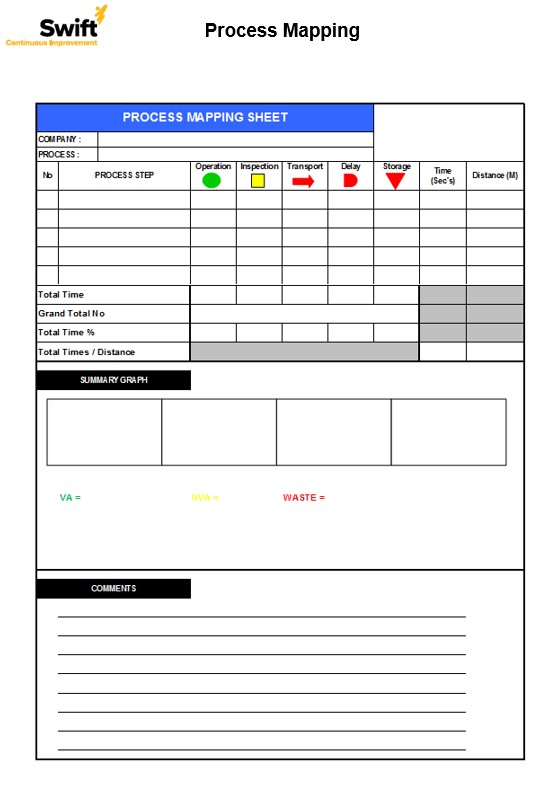 Swift
Continuous Improvement
Process Mapping
PROCESS MAPPING SHEET
COMPANY :
PROCESS :
No PROCESS STEP Operation Inspection Transport Delay Storage Time (Sec's) Distance (M)
Total Time
Grand Total No
Total Time %
Total Times / Distance
SUMMARY GRAPH
VA = NVA = WASTE =
COMMENTS